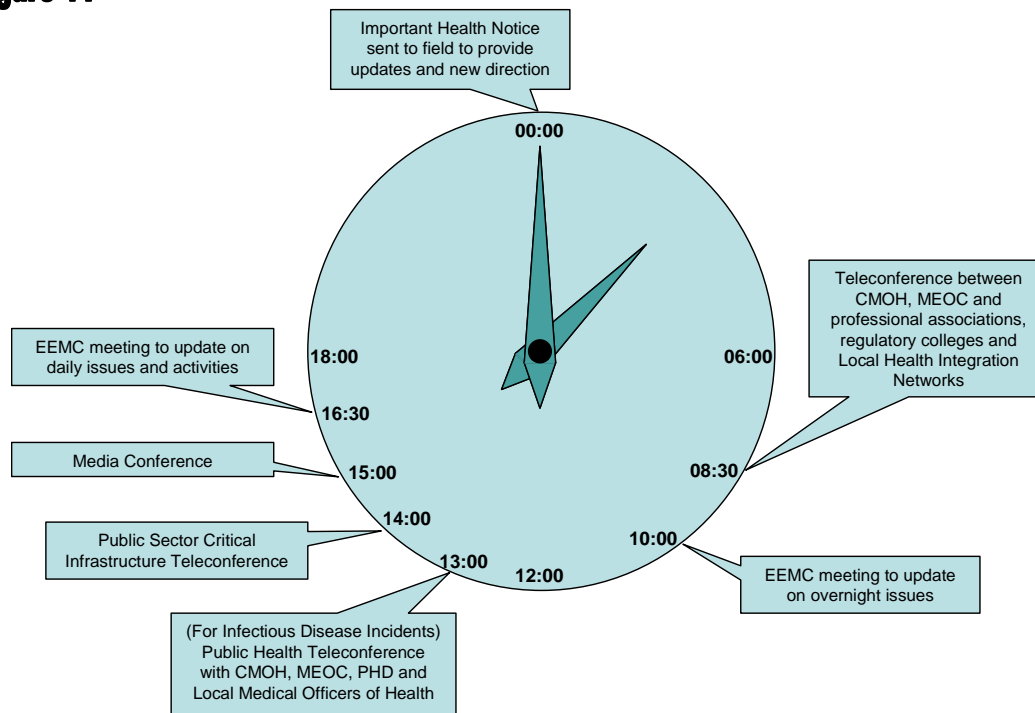 Important Health Notice
sent to field to provide
updates and new direction
00:00
Teleconference between
CMOH, MEOC and
professional associations,
regulatory colleges and
Local Health Integration
Networks
EEMC meeting to update on
daily issues and activities
18:00
06:00
16:30
Media Conference
15:00
08:30
14:00
Public Sector Critical
Infrastructure Teleconference
10:00
13:00
12:00
EEMC meeting to update
on overnight issues
(For Infectious Disease Incidents)
Public Health Teleconference
with CMOH, MEOC, PHD and
Local Medical Officers of Health